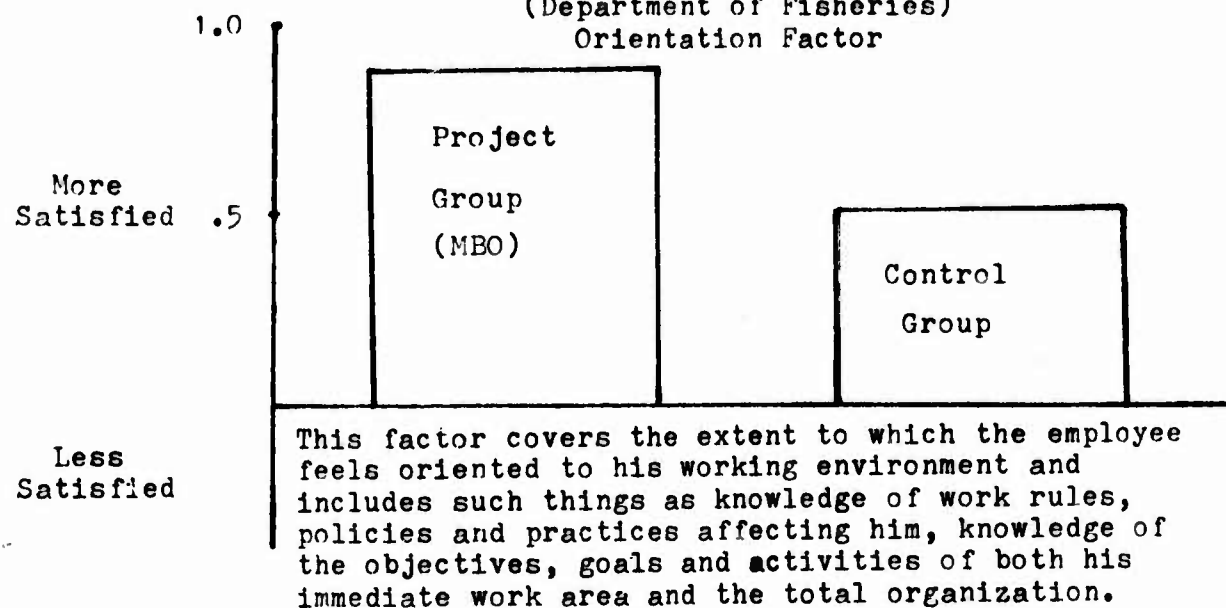 (Department of Fisheries)
Orientation Factor
1.0
Project
Group
(MBO)
More
Satisfied .5
Control
Group
Less
Satisfied
This factor covers the extent to which the employee
feels oriented to his working environment and
includes such things as knowledge of work rules,
policies and practices affecting him, knowledge of
the objectives, goals and activities of both his
immediate work area and the total organization.